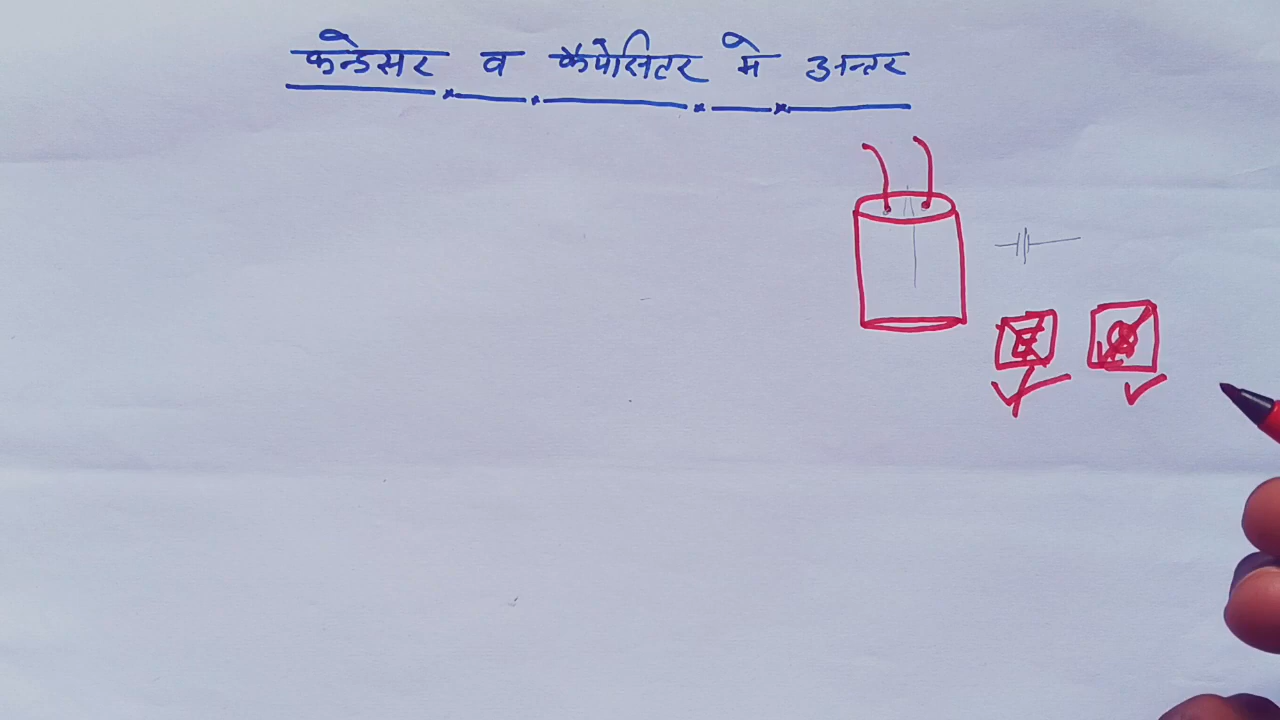 कन्डेसर व कैपेसिटर मे अन्तर